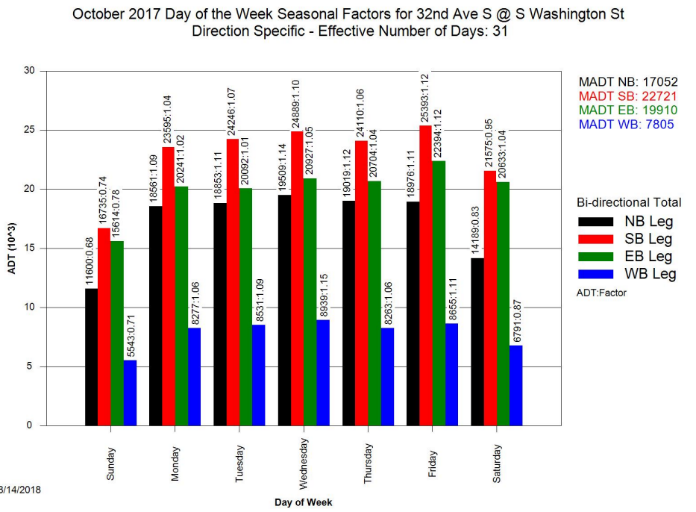 October 2017 Day of the Week Seasonal Factors for 32nd Ave S @ S Washington St
Direction Specific - Effective Number of Days: 31
MADT NB: 17052
MADT SB: 22721
MADT EB: 19910
MADT WB: 7805
Bi-directional Total
NB Leg
SB Leg
EB Leg
WB Leg
ADT:Factor
ADT (10^3)
30
25
20
15
10
5
0
11600:0.68
16735:0.74
15614:0.78
5543:0.71
18561:1.09
23595:1.04
20241:1.02
8277:1.06
18853:1.11
24246:1.07
20092:1.01
8531:1.09
19509:1.14
24889:1.10
20927:1.05
8939:1.15
19019:1.12
24110:1.06
20704:1.04
8263:1.06
18976:1.11
25393:1.12
22394:1.12
8655:1.11
14189:0.83
21575:0.95
20633:1.04
6791:0.87
Sunday
Monday
Tuesday
Wednesday
Thursday
Friday
Saturday
Day of Week
/14/2018